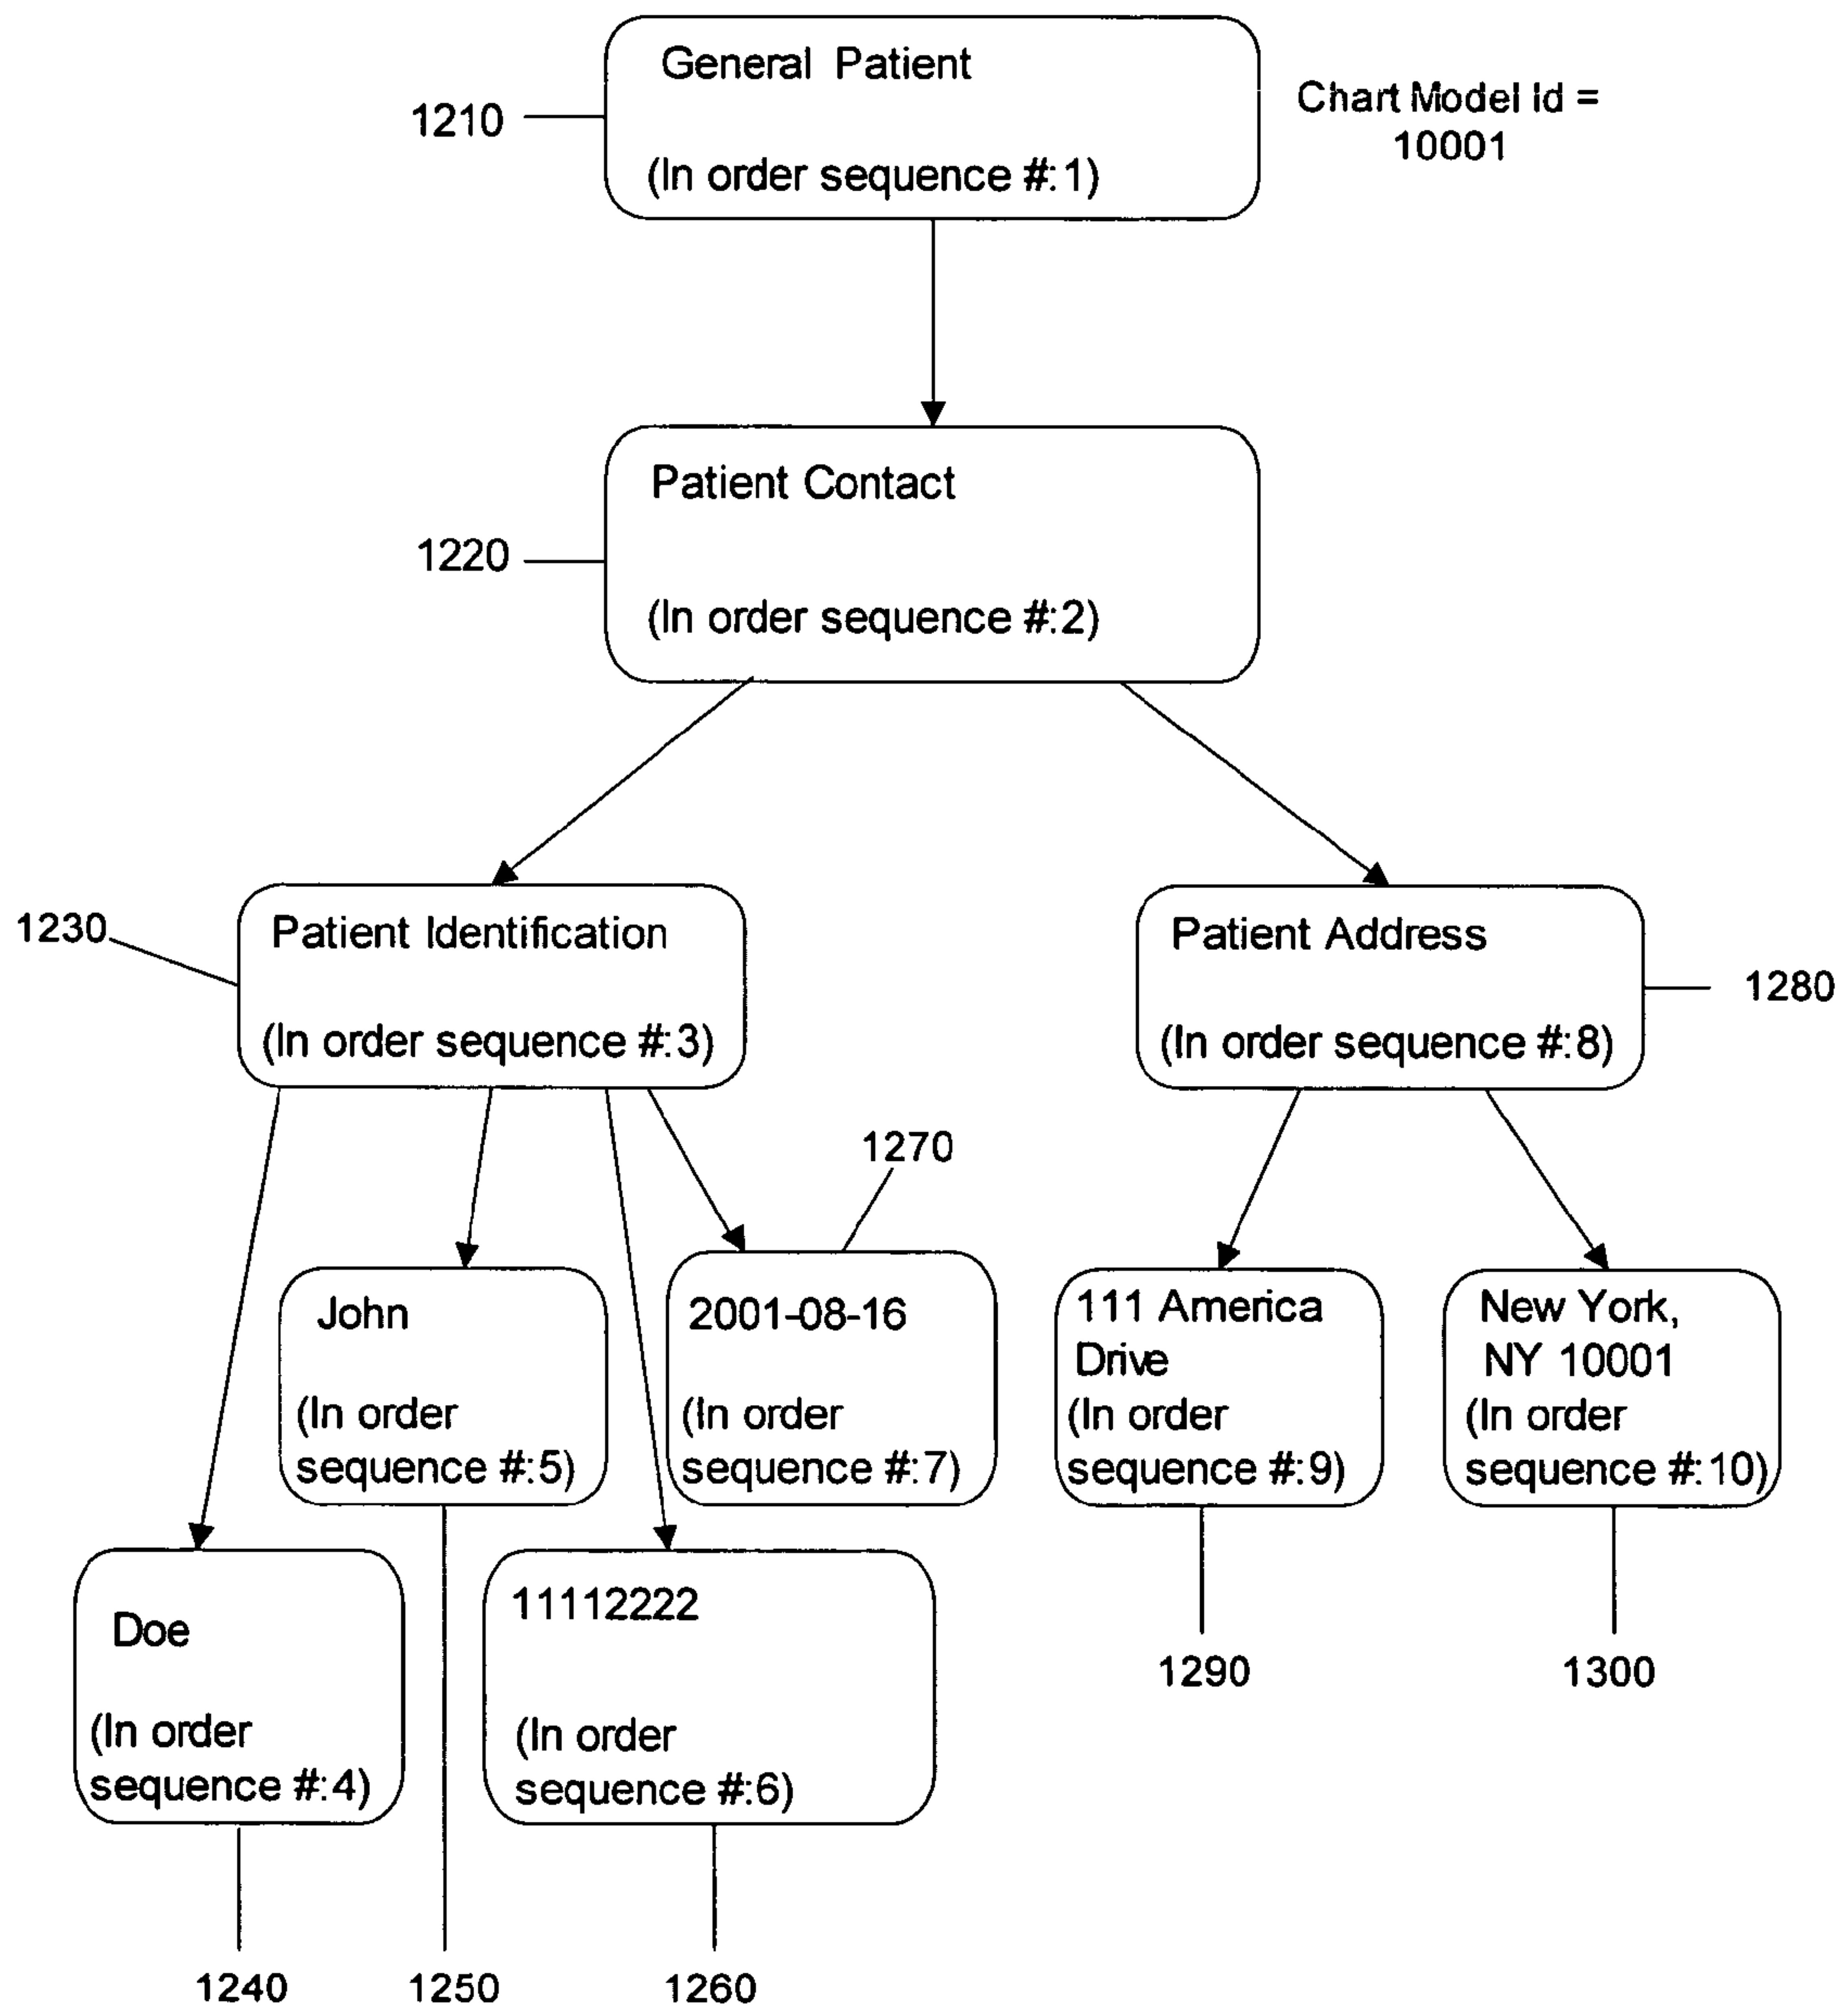 General Patient
(In order sequence #:1)
1210
Chart Model Id =
10001
Patient Contact
(In order sequence #:2)
1220
Patient Identification
(In order sequence #:3)
1230
Patient Address
(In order sequence #:8)
1280
1270
John
(In order
sequence #:5)
2001-08-16
(In order
sequence #:7)
111 America
Drive
(In order
sequence #:9)
New York,
NY 10001
(In order
sequence #:10)
Doe
(In order
sequence #:4)
11112222
(In order
sequence #:6)
1290
1300
1240
1250
1260